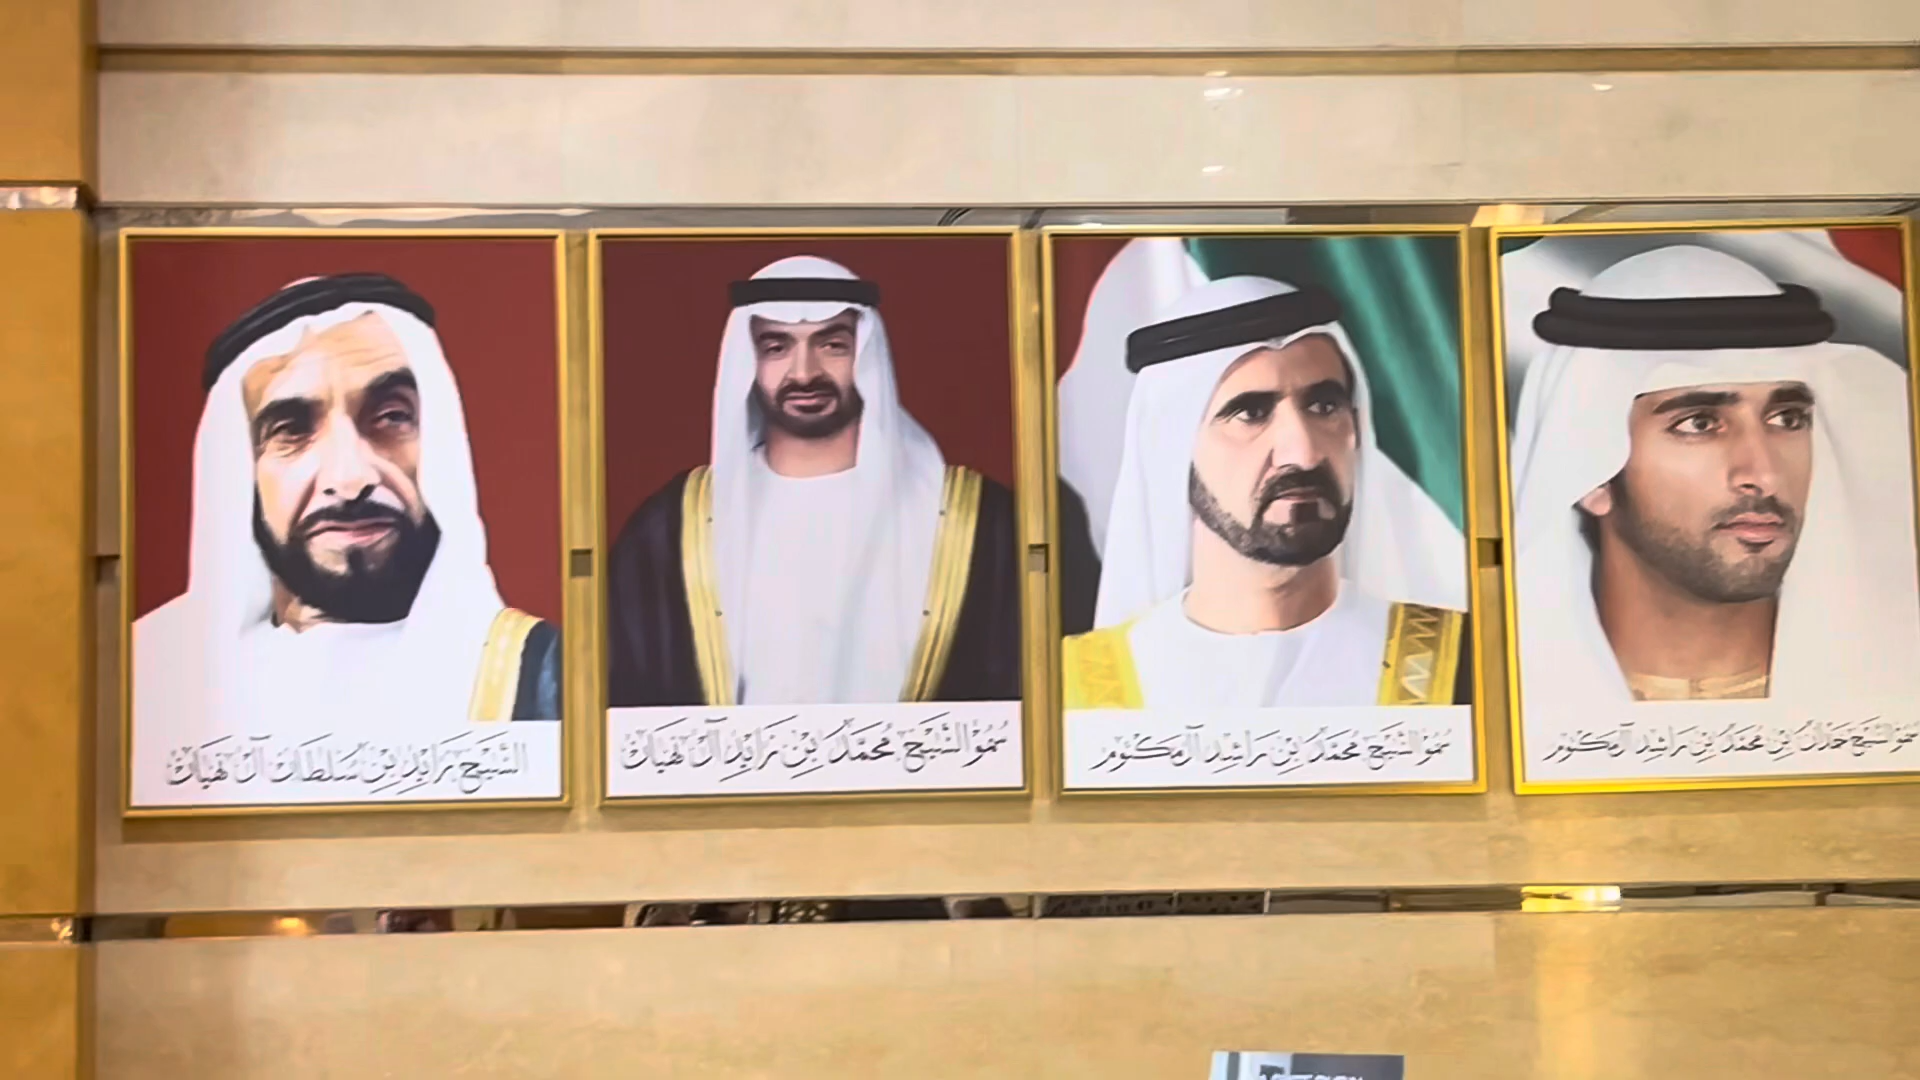 الشيخ زايد بن سلطان آل نهيان
سمو الشيخ محمد بن زايد آل نهيان
سمو الشيخ محمد بن راشد آل مكتوم
سمو الشيخ حمدان بن محمد بن راشد آل مكتوم